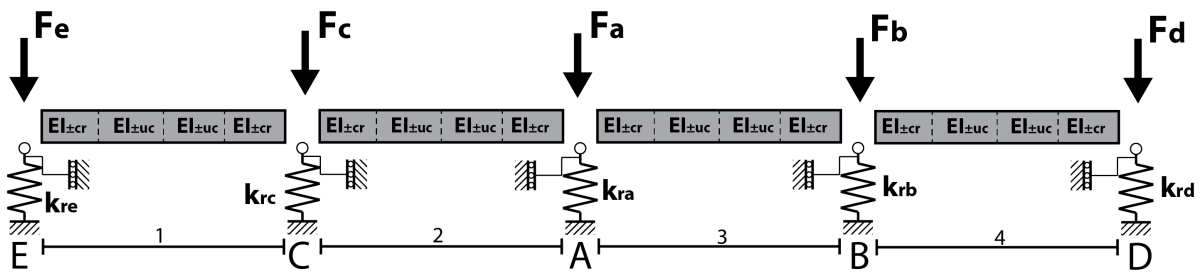 Fe Fc Fa Fb Fd
EI±cr EI±uc EI±uc EI±cr EI±cr EI±uc EI±uc EI±cr EI±cr EI±uc EI±uc EI±cr EI±cr EI±uc EI±uc EI±cr
kre krc kra krb krd
1 2 3 4
E C A B D